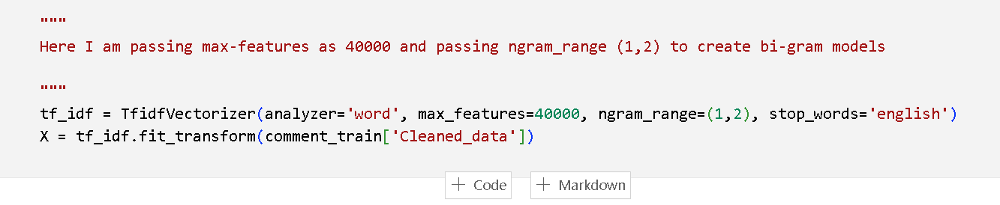 """
Here I am passing max-features as 40000 and passing ngram_range (1,2) to create bi-gram models
"""
tf_idf = TfidfVectorizer(analyzer='word', max_features=40000, ngram_range=(1,2), stop_words='english')
X = tf_idf.fit_transform(comment_train['Cleaned_data'])
+ Code + Markdown